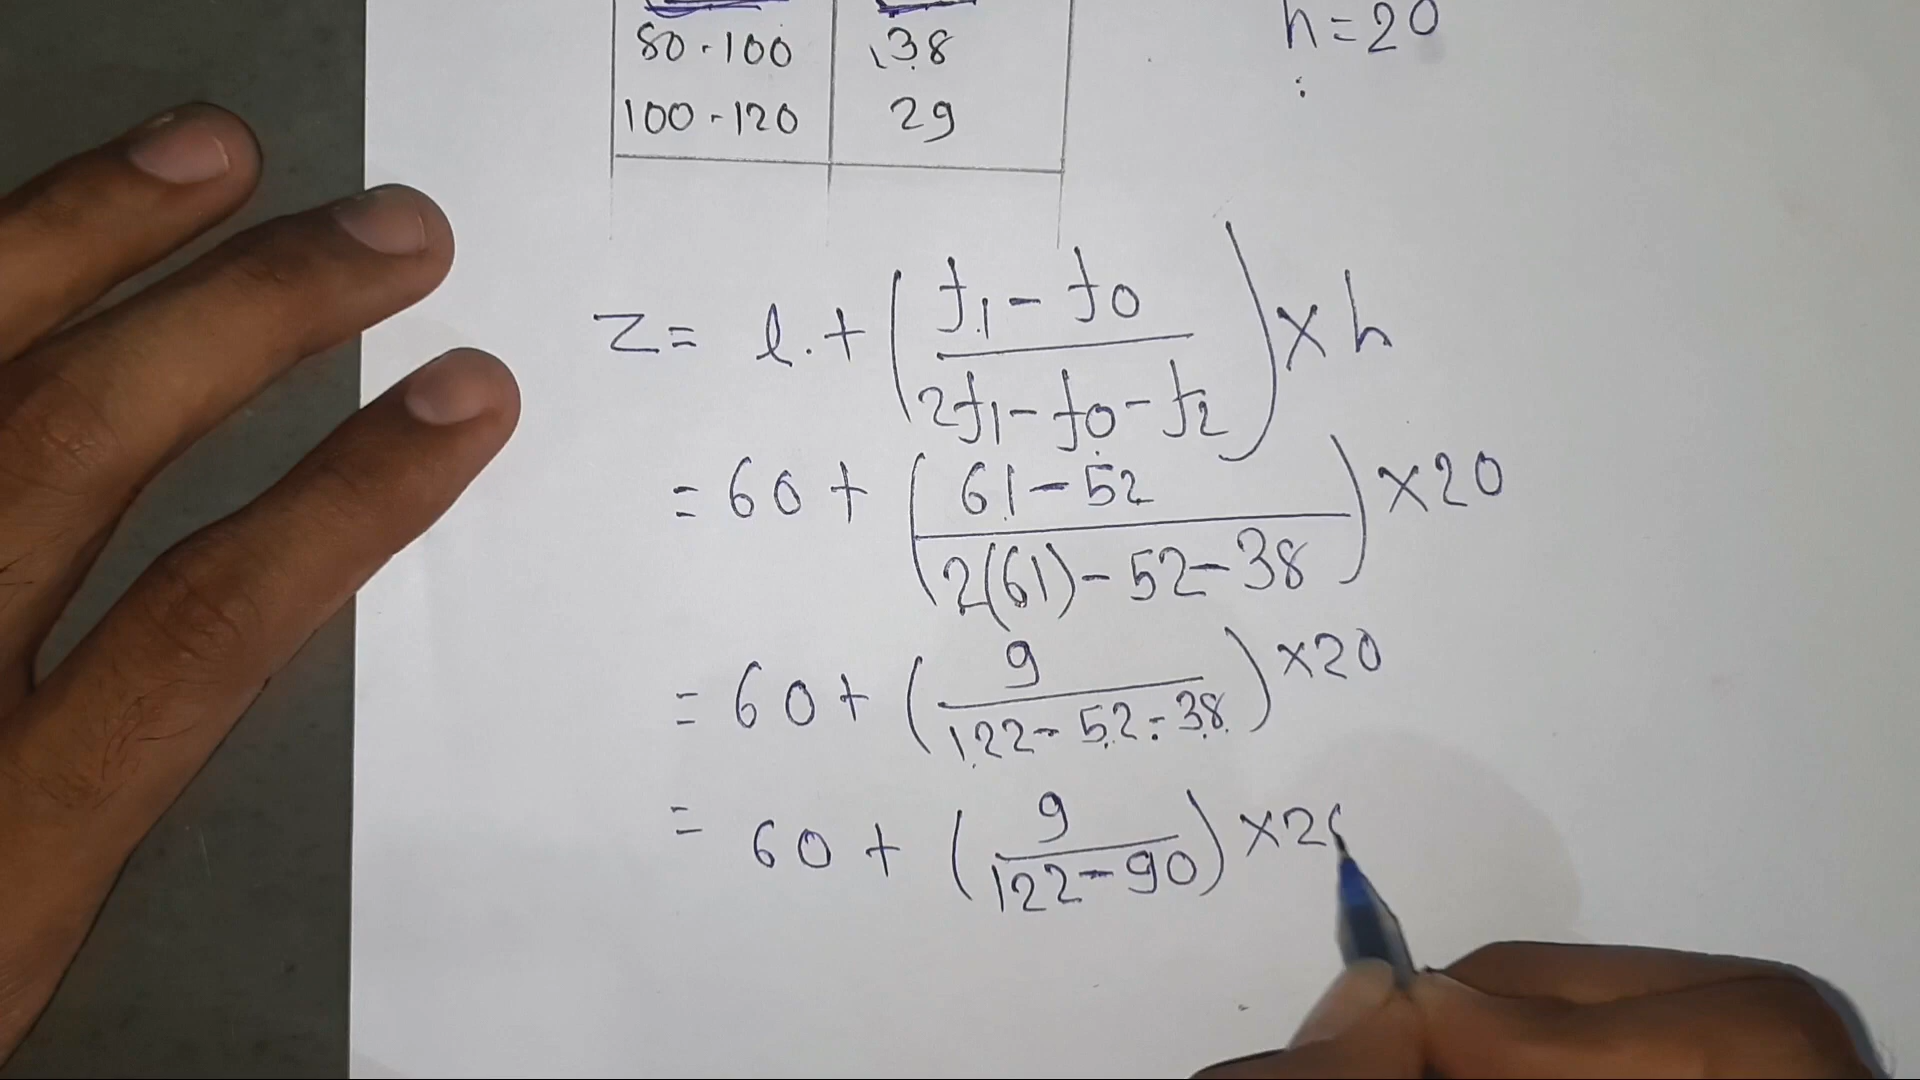 80-100 38
100-120 29
h=20
Z= l + (f1-f0 / 2f1-f0-f2) × h
= 60 + (61-52 / 2(61)-52-38) ×20
= 60 + (9 / 122-52-38) ×20
= 60 + (9 / 122-90) ×20